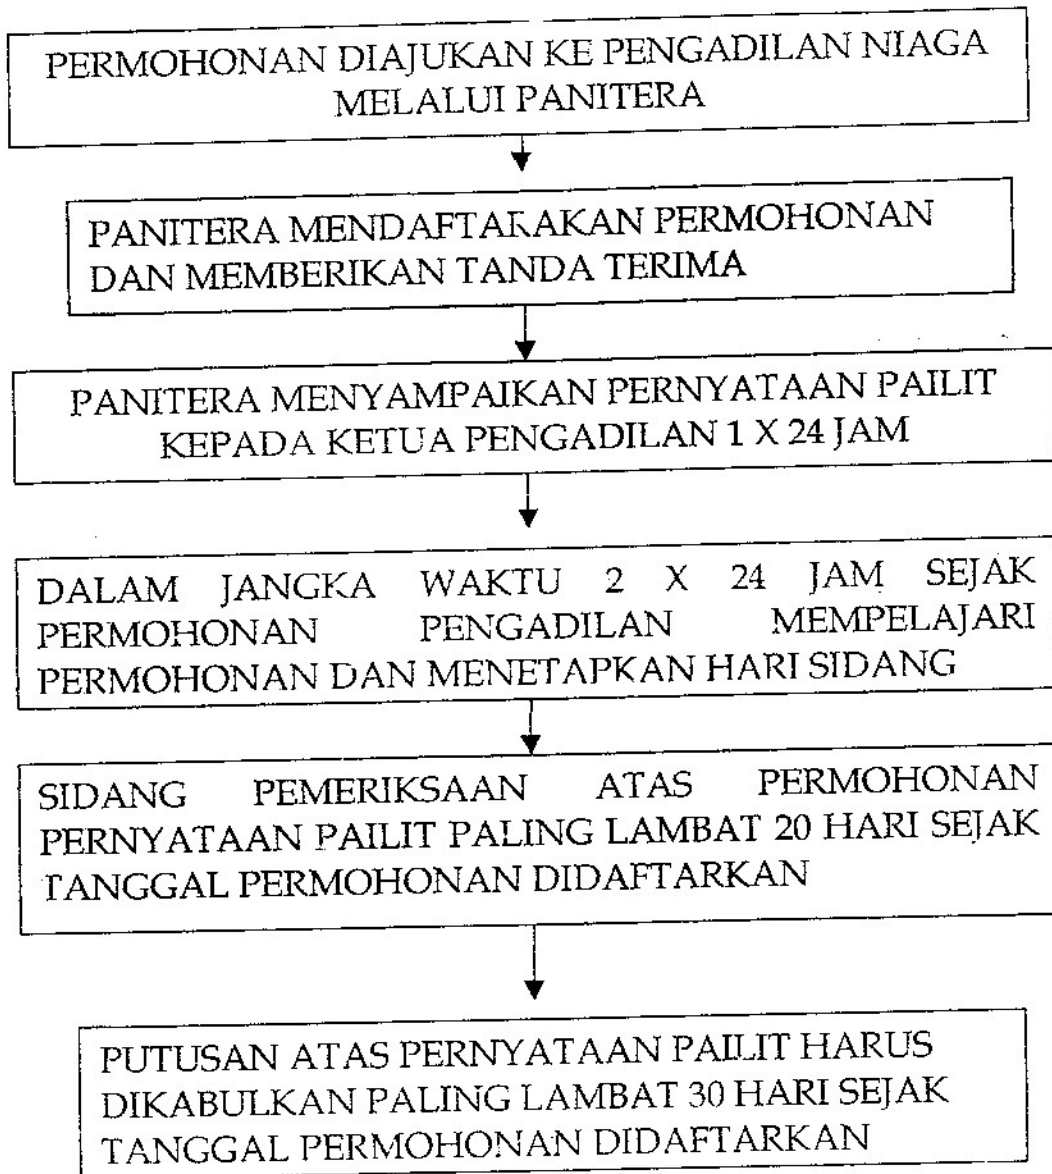 PERMOHONAN DIAJUKAN KE PENGADILAN NIAGA
MELALUI PANITERA
PANITERA MENDAFTARAKAN PERMOHONAN
DAN MEMBERIKAN TANDA TERIMA
PANITERA MENYAMPAIKAN PERNYATAAN PAILIT
KEPADA KETUA PENGADILAN 1 X 24 JAM
DALAM JANGKA WAKTU 2 X 24 JAM SEJAK
PERMOHONAN PENGADILAN MEMPELAJARI
PERMOHONAN DAN MENETAPKAN HARI SIDANG
SIDANG PEMERIKSAAN ATAS PERMOHONAN
PERNYATAAN PAILIT PALING LAMBAT 20 HARI SEJAK
TANGGAL PERMOHONAN DIDAFTARKAN
PUTUSAN ATAS PERNYATAAN PAILIT HARUS
DIKABULKAN PALING LAMBAT 30 HARI SEJAK
TANGGAL PERMOHONAN DIDAFTARKAN